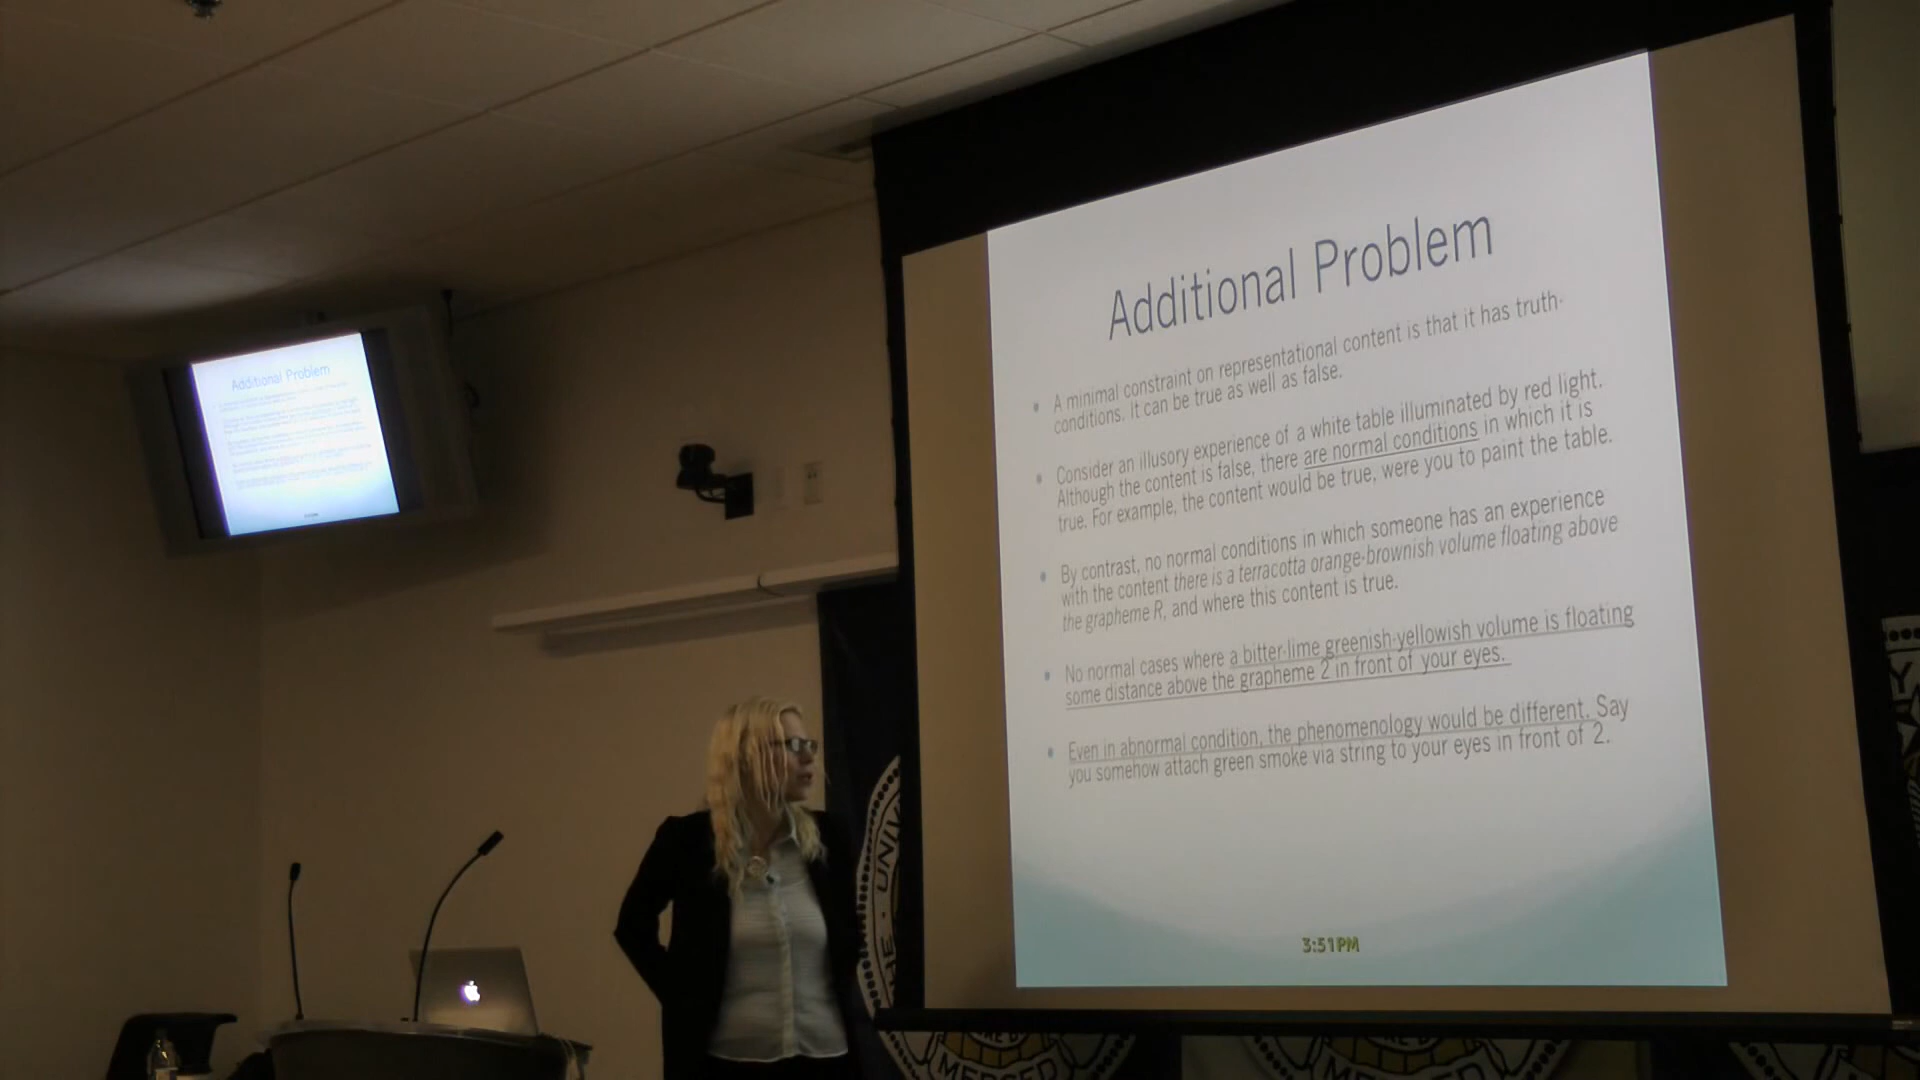 Additional Problem
A minimal constraint on representational content is that it has truth-
conditions. It can be true as well as false.
Consider an illusory experience of a white table illuminated by red light.
Although the content is false, there are normal conditions in which it is
true. For example, the content would be true, were you to paint the table.
By contrast, no normal conditions in which someone has an experience
with the content there is a terracotta orange-brownish volume floating above
the grapheme R, and where this content is true.
No normal cases where a bitter-lime greenish-yellowish volume is floating
some distance above the grapheme 2 in front of your eyes.
Even in abnormal condition, the phenomenology would be different. Say
you somehow attach green smoke via string to your eyes in front of 2.
3:51PM
Additional Problem
MERCED
MERCED